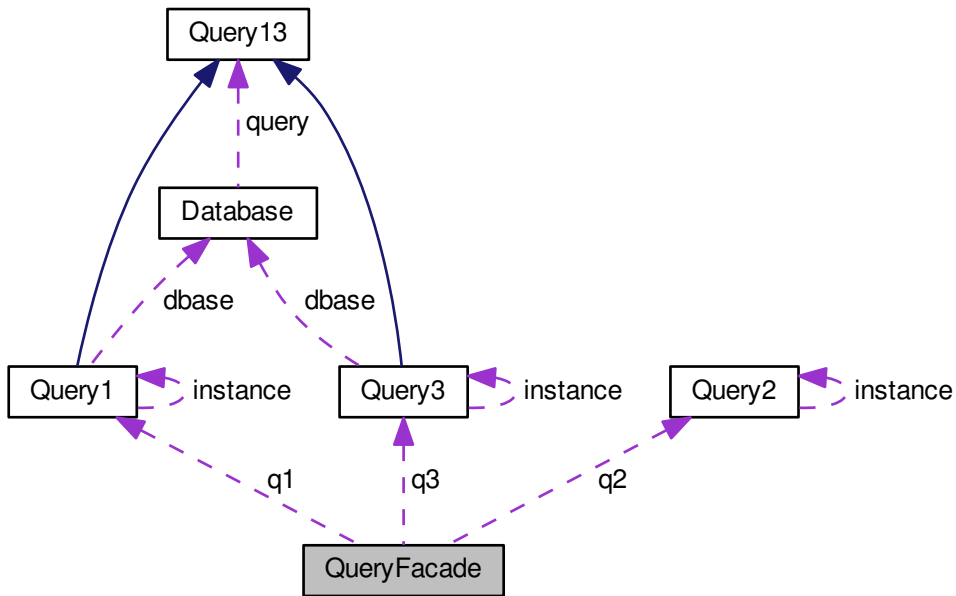 Query13
query
Database
dbase
dbase
Query1
instance
Query3
instance
Query2
instance
q1
q3
q2
QueryFacade